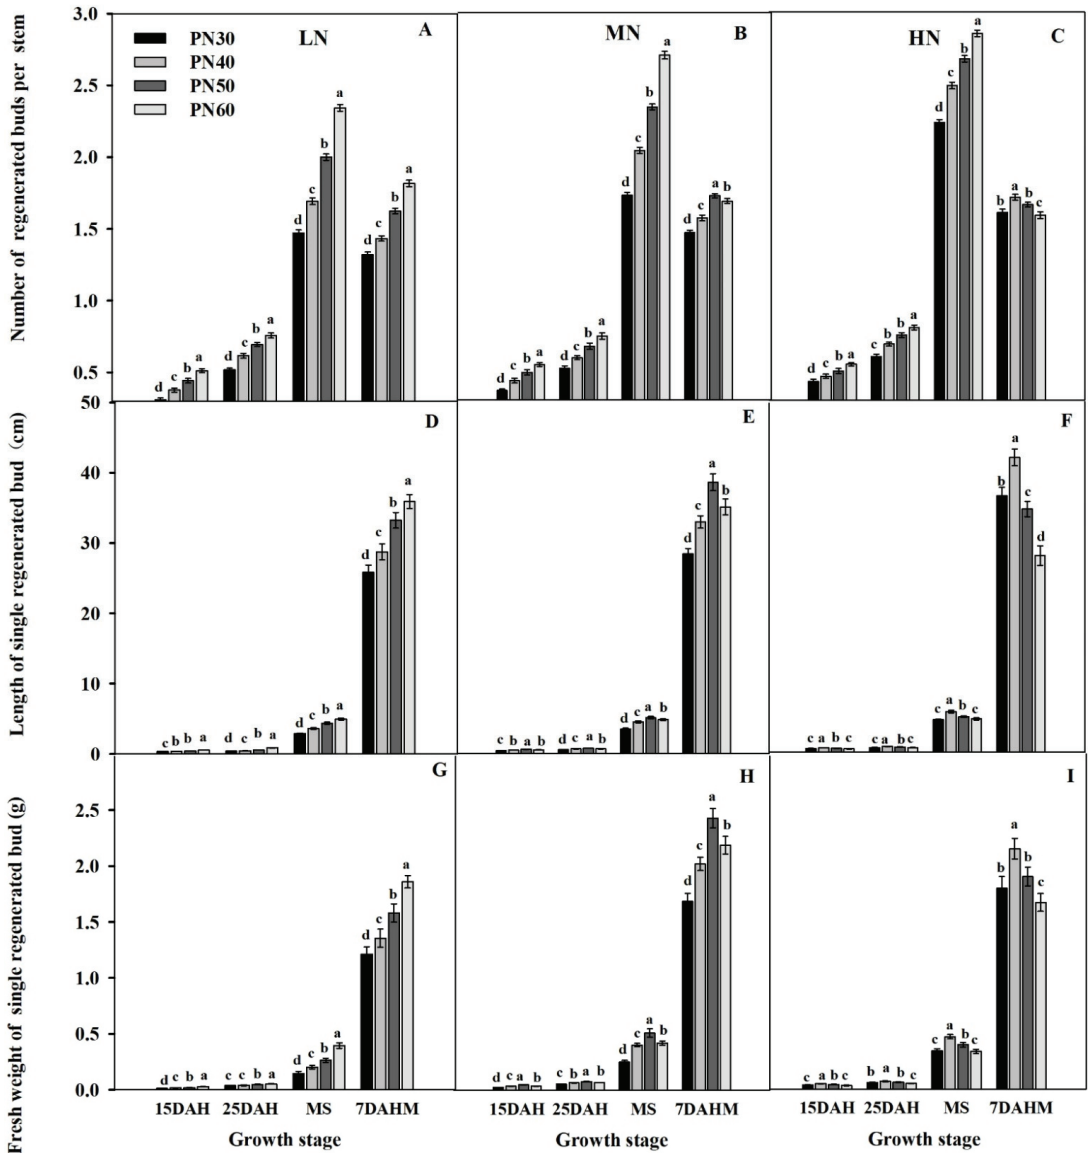 Number of regenerated buds per stem
3.0
2.5
2.0
1.5
1.0
0.5
PN30
PN40
PN50
PN60
LN
A
d c b a
d c b a
d c b a
d c b a
MN
B
d c b a
d c b a
d c b a
d c a b
HN
C
d c b a
c b b a
d c b a
b a b c
Length of single regenerated bud (cm)
50
40
30
20
10
0
D
c b b a
c c b a
d c b a
d c b a
E
c b a b
d c a b
d c a b
d c a b
F
c a b c
c a b c
c a b c
b a c d
Fresh weight of single regenerated bud (g)
2.5
2.0
1.5
1.0
0.5
0.0
G
d c b a
c c b a
d c b a
d c b a
H
c b a b
c b a b
d c a b
d c a b
I
c a b c
b a b c
c a b c
b a b c
15DAH 25DAH MS 7DAHM
15DAH 25DAH MS 7DAHM
15DAH 25DAH MS 7DAHM
Growth stage
Growth stage
Growth stage